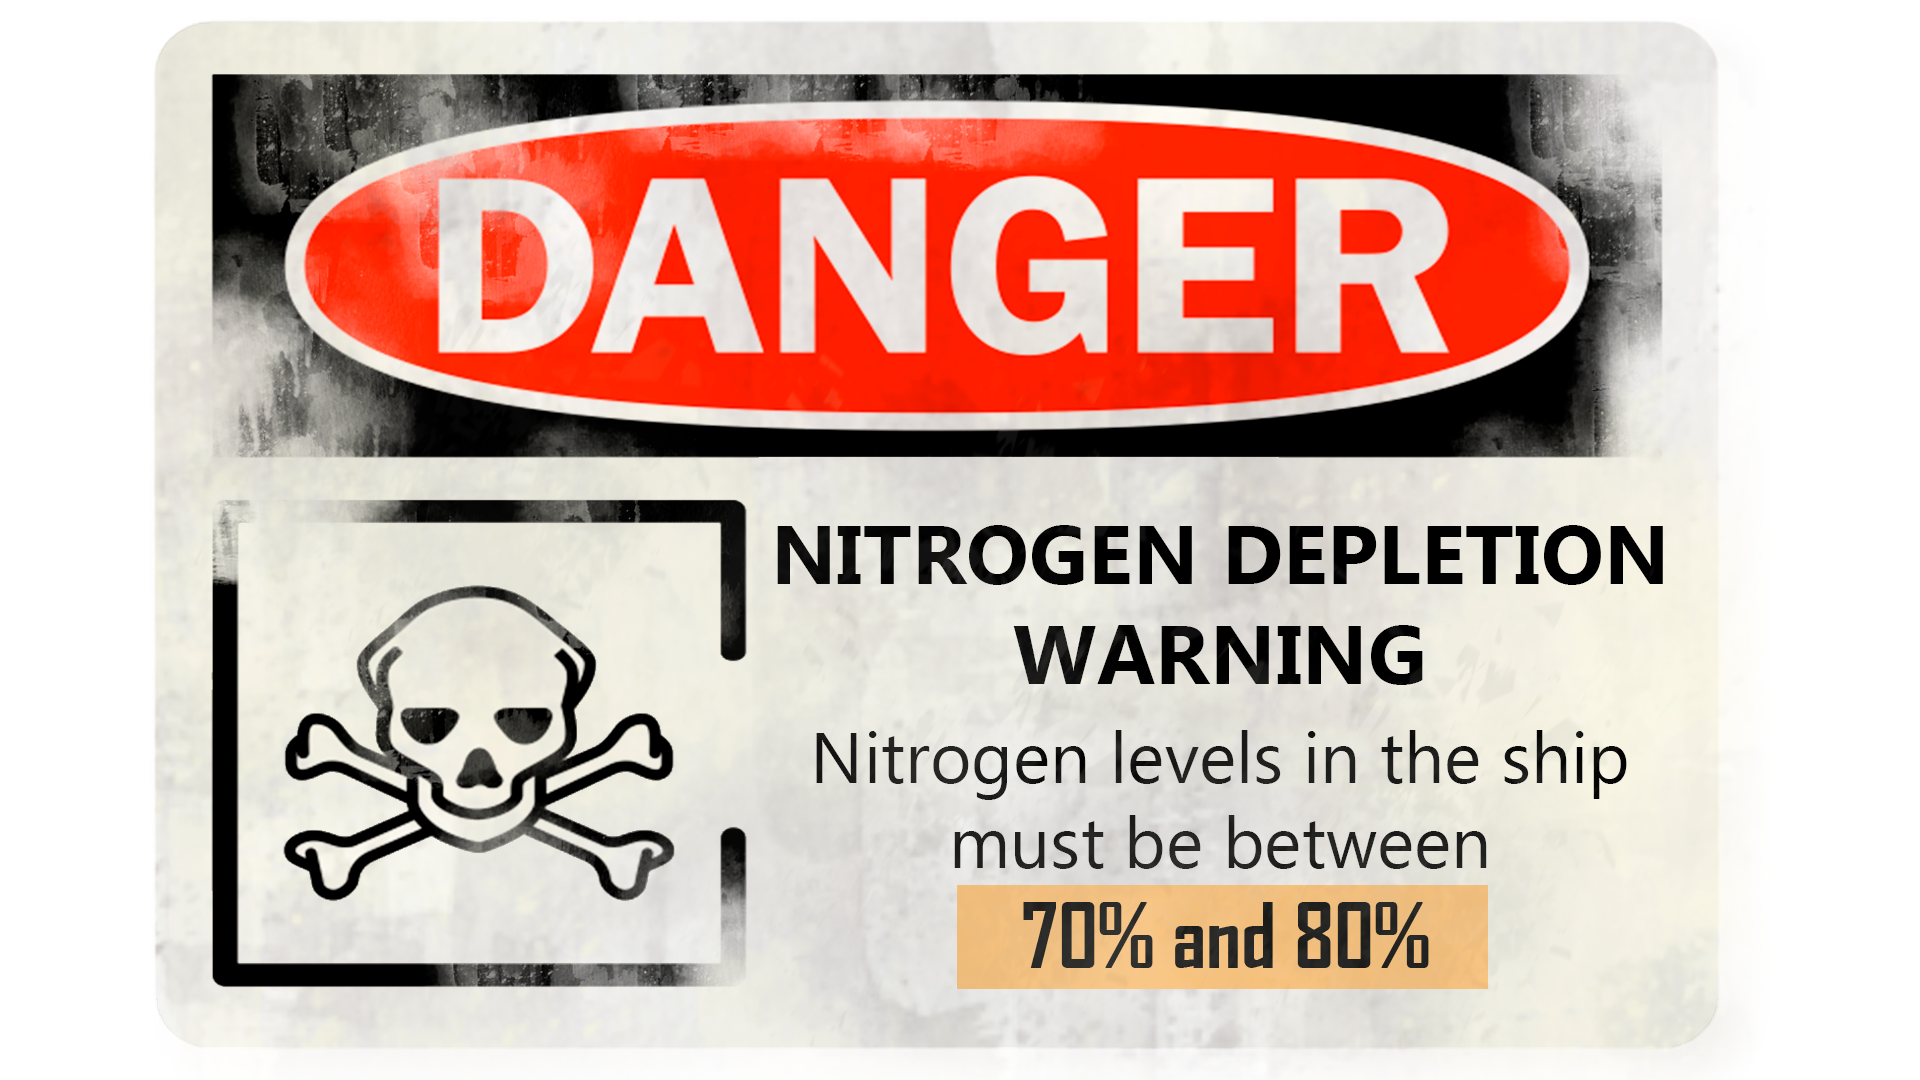 DANGER
NITROGEN DEPLETION
WARNING
Nitrogen levels in the ship
must be between
70% and 80%